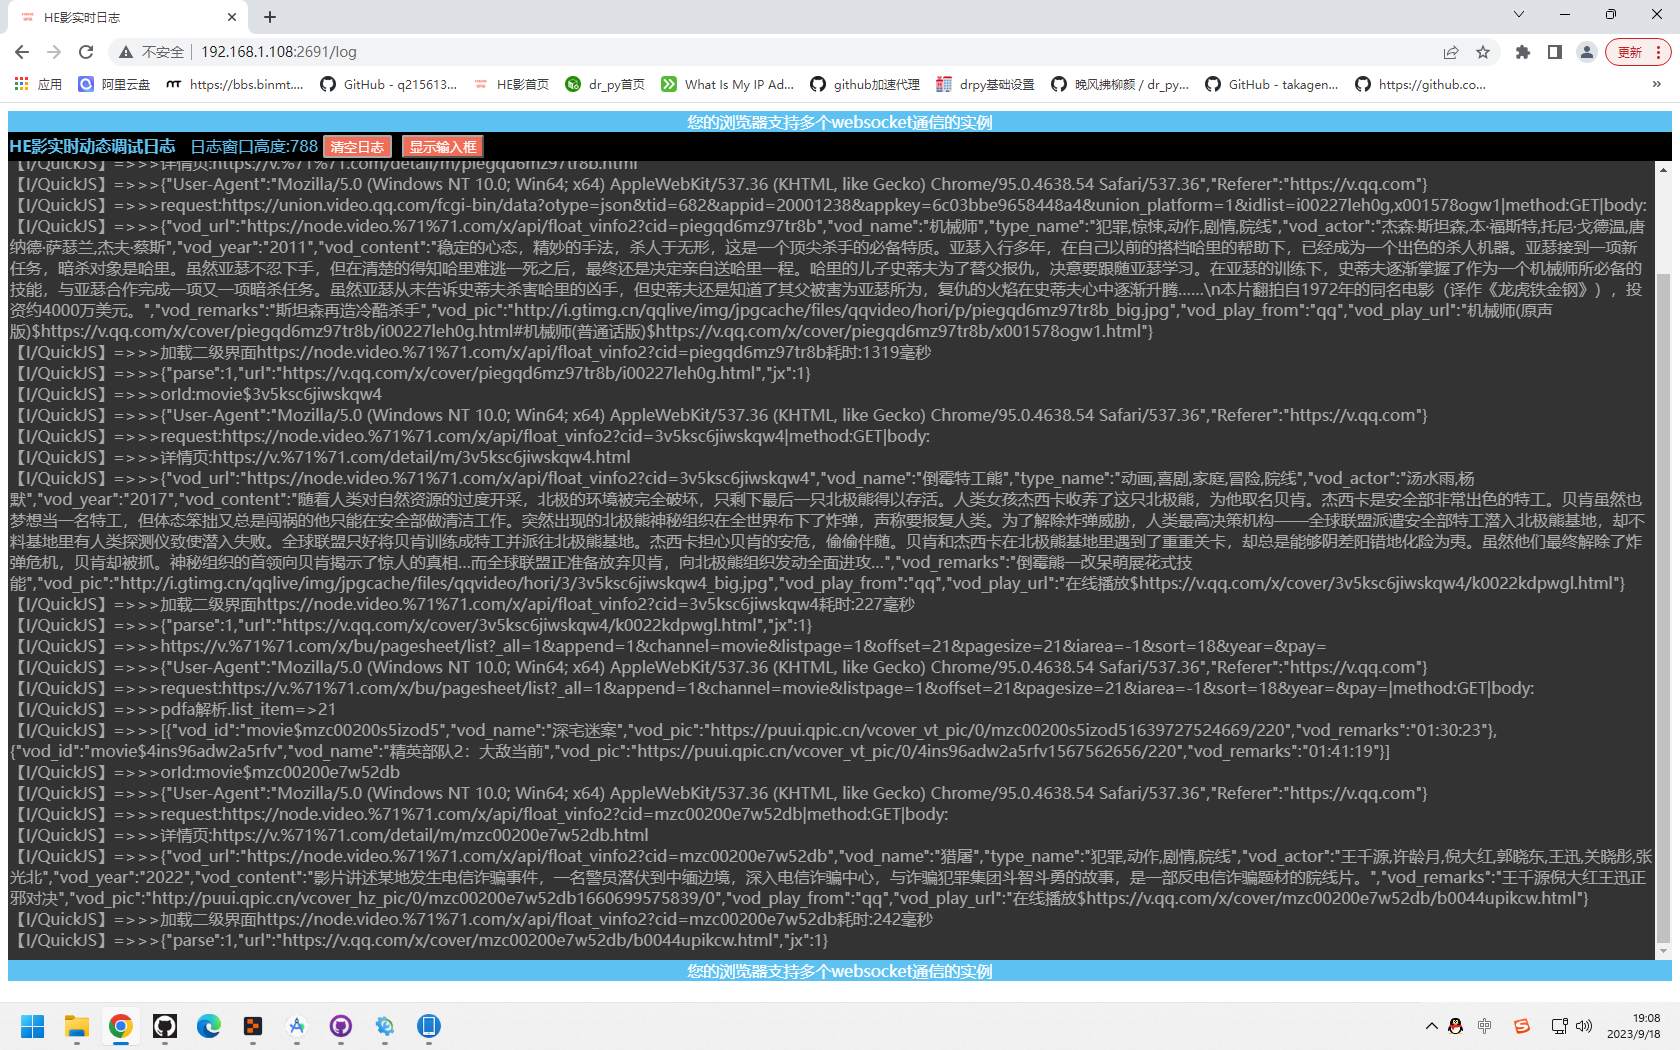 HE影实时日志
不安全 192.168.1.108:2691/log 更新
应用 阿里云盘 https://bbs.binmt.... GitHub - q215613... HE影首页 dr_py首页 What Is My IP Ad... github加速代理 drpy基础设置 晚风拂柳颜 / dr_py... GitHub - takagen... https://github.co... »
您的浏览器支持多个websocket通信的实例
HE影实时动态调试日志 日志窗口高度:788 清空日志 显示输入框
【I/QuickJS】=>>>详情页:https://v.%71%71.com/detail/m/piegqd6mz97tr8b.html
【I/QuickJS】=>>>{"User-Agent":"Mozilla/5.0 (Windows NT 10.0; Win64; x64) AppleWebKit/537.36 (KHTML, like Gecko) Chrome/95.0.4638.54 Safari/537.36","Referer":"https://v.qq.com"}
【I/QuickJS】=>>>request:https://union.video.qq.com/fcgi-bin/data?otype=json&tid=682&appid=20001238&appkey=6c03bbe9658448a4&union_platform=1&idlist=i00227leh0g,x001578ogw1|method:GET|body:
【I/QuickJS】=>>>{"vod_url":"https://node.video.%71%71.com/x/api/float_vinfo2?cid=piegqd6mz97tr8b","vod_name":"机械师","type_name":"犯罪,惊悚,动作,剧情,院线","vod_actor":"杰森·斯坦森,本·福斯特,托尼·戈德温,唐
纳德·萨瑟兰,杰夫·蔡斯","vod_year":"2011","vod_content":"稳定的心态，精妙的手法，杀人于无形，这是一个顶尖杀手的必备特质。亚瑟入行多年，在自己以前的搭档哈里的帮助下，已经成为一个出色的杀人机器。亚瑟接到一项新
任务，暗杀对象是哈里。虽然亚瑟不忍下手，但在清楚的得知哈里难逃一死之后，最终还是决定亲自送哈里一程。哈里的儿子史蒂夫为了替父报仇，决意要跟随亚瑟学习。在亚瑟的训练下，史蒂夫逐渐掌握了作为一个机械师所必备的
技能，与亚瑟合作完成一项又一项暗杀任务。虽然亚瑟从未告诉史蒂夫杀害哈里的凶手，但史蒂夫还是知道了其父被害为亚瑟所为，复仇的火焰在史蒂夫心中逐渐升腾……\n本片翻拍自1972年的同名电影（译作《龙虎铁金钢》），投
资约4000万美元。","vod_remarks":"斯坦森再造冷酷杀手","vod_pic":"http://i.gtimg.cn/qqlive/img/jpgcache/files/qqvideo/hori/p/piegqd6mz97tr8b_big.jpg","vod_play_from":"qq","vod_play_url":"机械师(原声
版)$https://v.qq.com/x/cover/piegqd6mz97tr8b/i00227leh0g.html#机械师(普通话版)$https://v.qq.com/x/cover/piegqd6mz97tr8b/x001578ogw1.html"}
【I/QuickJS】=>>>加载二级界面https://node.video.%71%71.com/x/api/float_vinfo2?cid=piegqd6mz97tr8b耗时:1319毫秒
【I/QuickJS】=>>>{"parse":1,"url":"https://v.qq.com/x/cover/piegqd6mz97tr8b/i00227leh0g.html","jx":1}
【I/QuickJS】=>>>orId:movie$3v5ksc6jiwskqw4
【I/QuickJS】=>>>{"User-Agent":"Mozilla/5.0 (Windows NT 10.0; Win64; x64) AppleWebKit/537.36 (KHTML, like Gecko) Chrome/95.0.4638.54 Safari/537.36","Referer":"https://v.qq.com"}
【I/QuickJS】=>>>request:https://node.video.%71%71.com/x/api/float_vinfo2?cid=3v5ksc6jiwskqw4|method:GET|body:
【I/QuickJS】=>>>详情页:https://v.%71%71.com/detail/m/3v5ksc6jiwskqw4.html
【I/QuickJS】=>>>{"vod_url":"https://node.video.%71%71.com/x/api/float_vinfo2?cid=3v5ksc6jiwskqw4","vod_name":"倒霉特工熊","type_name":"动画,喜剧,家庭,冒险,院线","vod_actor":"汤水雨,杨
默","vod_year":"2017","vod_content":"随着人类对自然资源的过度开采，北极的环境被完全破坏，只剩下最后一只北极熊得以存活。人类女孩杰西卡收养了这只北极熊，为他取名贝肯。杰西卡是安全部非常出色的特工。贝肯虽然也
梦想当一名特工，但体态笨拙又总是闯祸的他只能在安全部做清洁工作。突然出现的北极熊神秘组织在全世界布下了炸弹，声称要报复人类。为了解除炸弹威胁，人类最高决策机构——全球联盟派遣安全部特工潜入北极熊基地，却不
料基地里有人类探测仪致使潜入失败。全球联盟只好将贝肯训练成特工并派往北极熊基地。杰西卡担心贝肯的安危，偷偷伴随。贝肯和杰西卡在北极熊基地里遇到了重重关卡，却总是能够阴差阳错地化险为夷。虽然他们最终解除了炸
弹危机，贝肯却被抓。神秘组织的首领向贝肯揭示了惊人的真相...而全球联盟正准备放弃贝肯，向北极熊组织发动全面进攻...","vod_remarks":"倒霉熊一改呆萌展花式技
能","vod_pic":"http://i.gtimg.cn/qqlive/img/jpgcache/files/qqvideo/hori/3/3v5ksc6jiwskqw4_big.jpg","vod_play_from":"qq","vod_play_url":"在线播放$https://v.qq.com/x/cover/3v5ksc6jiwskqw4/k0022kdpwgl.html"}
【I/QuickJS】=>>>加载二级界面https://node.video.%71%71.com/x/api/float_vinfo2?cid=3v5ksc6jiwskqw4耗时:227毫秒
【I/QuickJS】=>>>{"parse":1,"url":"https://v.qq.com/x/cover/3v5ksc6jiwskqw4/k0022kdpwgl.html","jx":1}
【I/QuickJS】=>>>https://v.%71%71.com/x/bu/pagesheet/list?_all=1&append=1&channel=movie&listpage=1&offset=21&pagesize=21&iarea=-1&sort=18&year=&pay=
【I/QuickJS】=>>>{"User-Agent":"Mozilla/5.0 (Windows NT 10.0; Win64; x64) AppleWebKit/537.36 (KHTML, like Gecko) Chrome/95.0.4638.54 Safari/537.36","Referer":"https://v.qq.com"}
【I/QuickJS】=>>>request:https://v.%71%71.com/x/bu/pagesheet/list?_all=1&append=1&channel=movie&listpage=1&offset=21&pagesize=21&iarea=-1&sort=18&year=&pay=|method:GET|body:
【I/QuickJS】=>>>pdfa解析.list_item=>21
【I/QuickJS】=>>>[{"vod_id":"movie$mzc00200s5izod5","vod_name":"深宅迷案","vod_pic":"https://puui.qpic.cn/vcover_vt_pic/0/mzc00200s5izod51639727524669/220","vod_remarks":"01:30:23"},
{"vod_id":"movie$4ins96adw2a5rfv","vod_name":"精英部队2：大敌当前","vod_pic":"https://puui.qpic.cn/vcover_vt_pic/0/4ins96adw2a5rfv1567562656/220","vod_remarks":"01:41:19"}]
【I/QuickJS】=>>>orId:movie$mzc00200e7w52db
【I/QuickJS】=>>>{"User-Agent":"Mozilla/5.0 (Windows NT 10.0; Win64; x64) AppleWebKit/537.36 (KHTML, like Gecko) Chrome/95.0.4638.54 Safari/537.36","Referer":"https://v.qq.com"}
【I/QuickJS】=>>>request:https://node.video.%71%71.com/x/api/float_vinfo2?cid=mzc00200e7w52db|method:GET|body:
【I/QuickJS】=>>>详情页:https://v.%71%71.com/detail/m/mzc00200e7w52db.html
【I/QuickJS】=>>>{"vod_url":"https://node.video.%71%71.com/x/api/float_vinfo2?cid=mzc00200e7w52db","vod_name":"猎屠","type_name":"犯罪,动作,剧情,院线","vod_actor":"王千源,许龄月,倪大红,郭晓东,王迅,关晓彤,张
光北","vod_year":"2022","vod_content":"影片讲述某地发生电信诈骗事件，一名警员潜伏到中缅边境，深入电信诈骗中心，与诈骗犯罪集团斗智斗勇的故事，是一部反电信诈骗题材的院线片。","vod_remarks":"王千源倪大红王迅正
邪对决","vod_pic":"http://puui.qpic.cn/vcover_hz_pic/0/mzc00200e7w52db1660699575839/0","vod_play_from":"qq","vod_play_url":"在线播放$https://v.qq.com/x/cover/mzc00200e7w52db/b0044upikcw.html"}
【I/QuickJS】=>>>加载二级界面https://node.video.%71%71.com/x/api/float_vinfo2?cid=mzc00200e7w52db耗时:242毫秒
【I/QuickJS】=>>>{"parse":1,"url":"https://v.qq.com/x/cover/mzc00200e7w52db/b0044upikcw.html","jx":1}
您的浏览器支持多个websocket通信的实例
中 19:08
2023/9/18